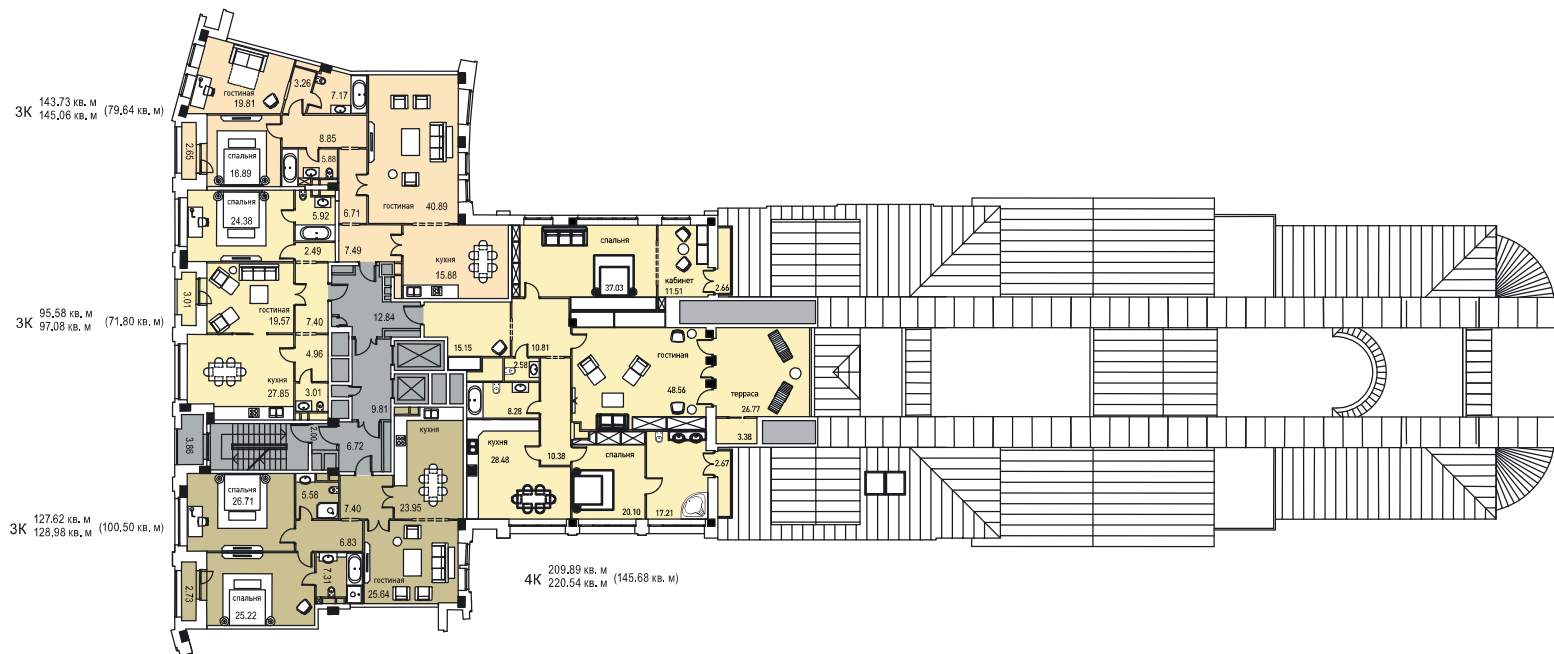 3К 143.73 кв. м
145.06 кв. м (79.64 кв. м)
гостиная
19.81
3.26
7.17
8.85
2.65
спальня
16.89
5.88
гостиная 40.89
6.71
7.49
кухня
15.88
спальня
24.38
5.92
2.49
3К 95.58 кв. м
97.08 кв. м (71.80 кв. м)
3.01
гостиная
19.57
7.40
4.96
кухня
27.85
3.01
12.84
9.81
6.72
2.00
3.86
спальня
37.03
кабинет
11.51
2.66
15.15
10.81
2.58
8.28
гостиная
48.56
терраса
26.77
3.38
кухня
28.48
10.38
спальня
20.10
17.21
2.67
4К 209.89 кв. м
220.54 кв. м (145.68 кв. м)
3К 127.62 кв. м
128.98 кв. м (100,50 кв. м)
спальня
26.71
5.58
7.40
кухня
23.95
6.83
7.31
гостиная
25.64
2.73
спальня
25.22